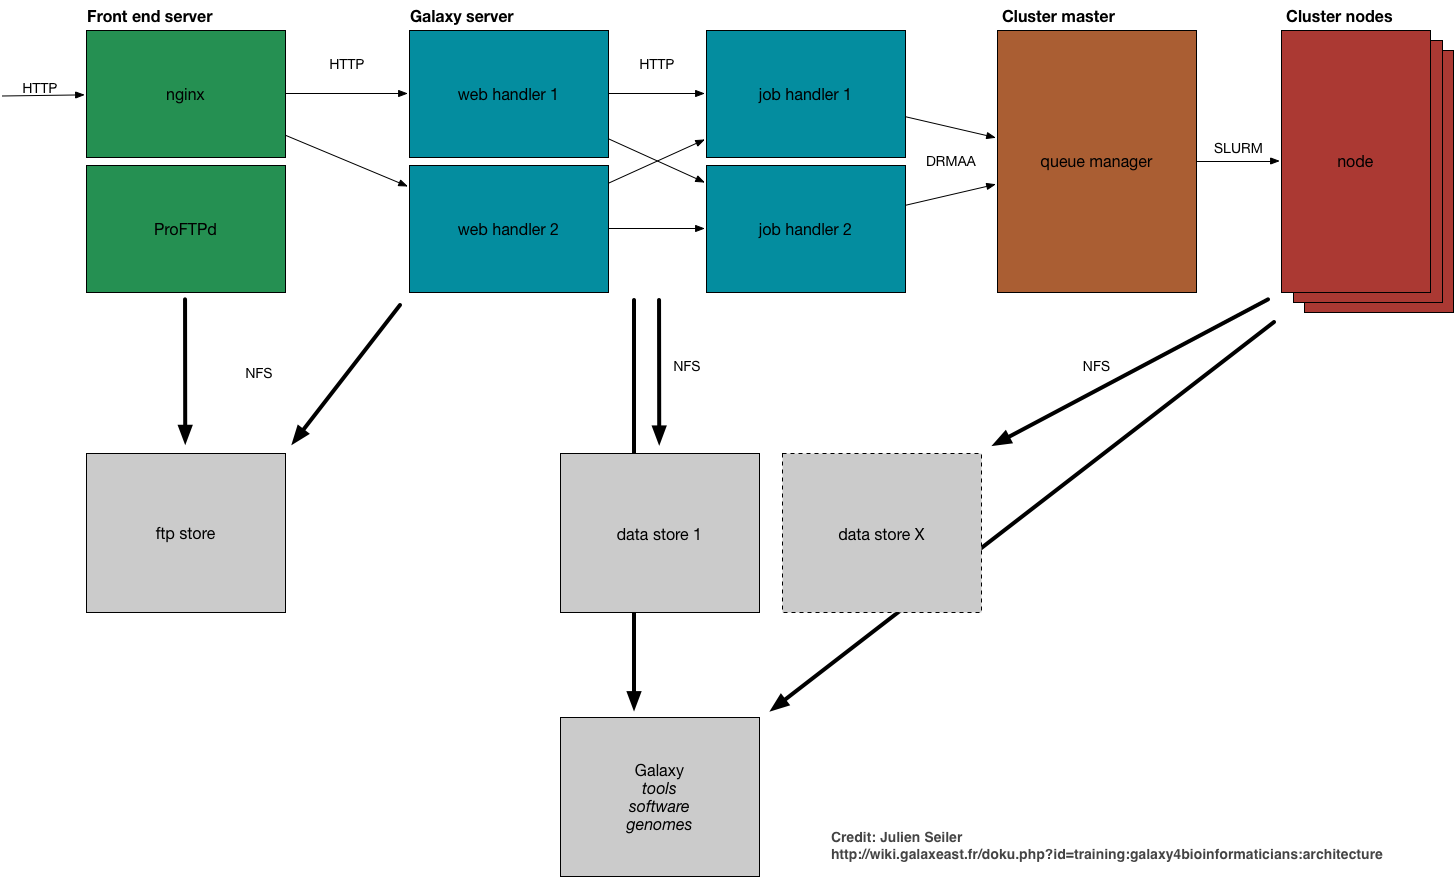 Front end server
Galaxy server
Cluster master
Cluster nodes
HTTP
nginx
HTTP
web handler 1
HTTP
job handler 1
DRMAA
queue manager
SLURM
node
ProFTPd
web handler 2
job handler 2
NFS
NFS
NFS
ftp store
data store 1
data store X
Galaxy
tools
software
genomes
Credit: Julien Seiler
http://wiki.galaxeast.fr/doku.php?id=training:galaxy4bioinformaticians:architecture